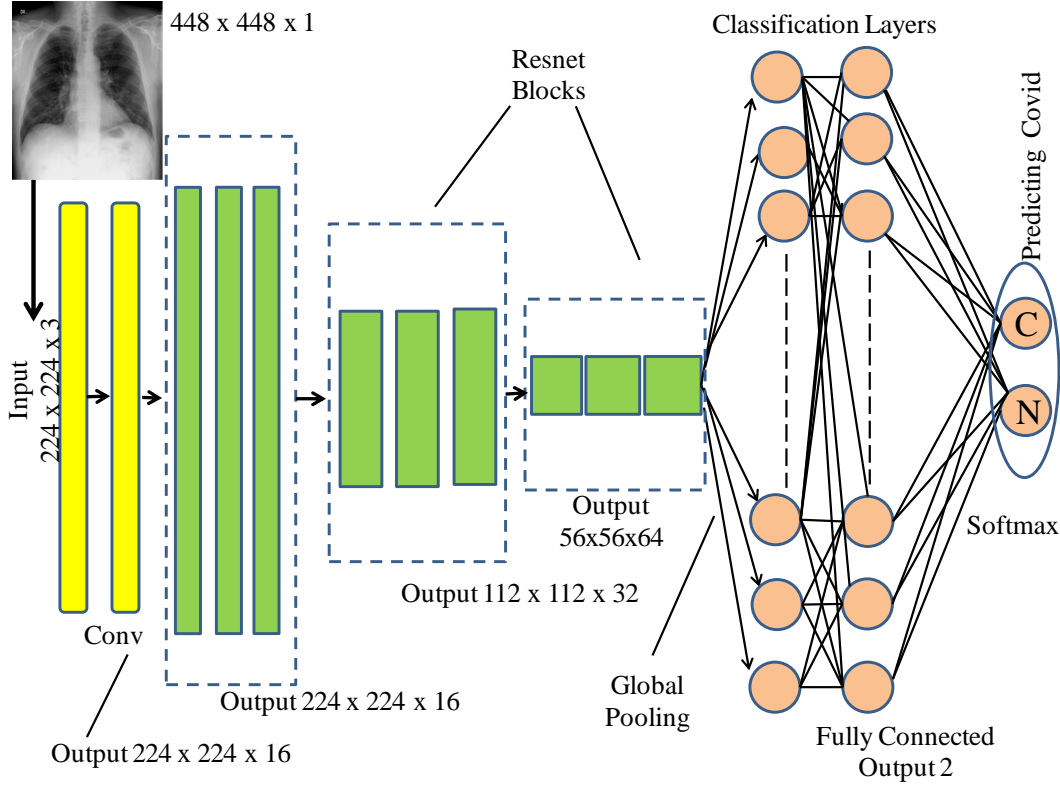 448 x 448 x 1
Classification Layers
Resnet
Blocks
Predicting Covid
Input
224 x 224 x 3
C
N
Softmax
Output
56x56x64
Output 112 x 112 x 32
Conv
Global
Pooling
Output 224 x 224 x 16
Output 224 x 224 x 16
Fully Connected
Output 2